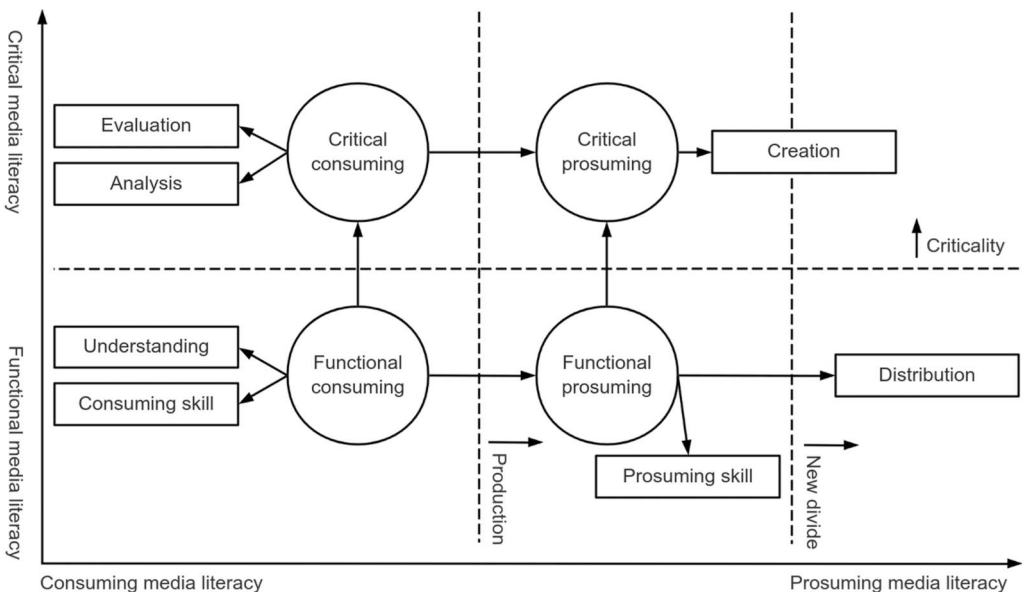 Critical media literacy
Evaluation
Analysis
Critical
consuming
Critical
prosuming
Creation
Criticality
Functional media literacy
Understanding
Consuming skill
Functional
consuming
Functional
prosuming
Distribution
Production
Prosuming skill
New divide
Consuming media literacy
Prosuming media literacy